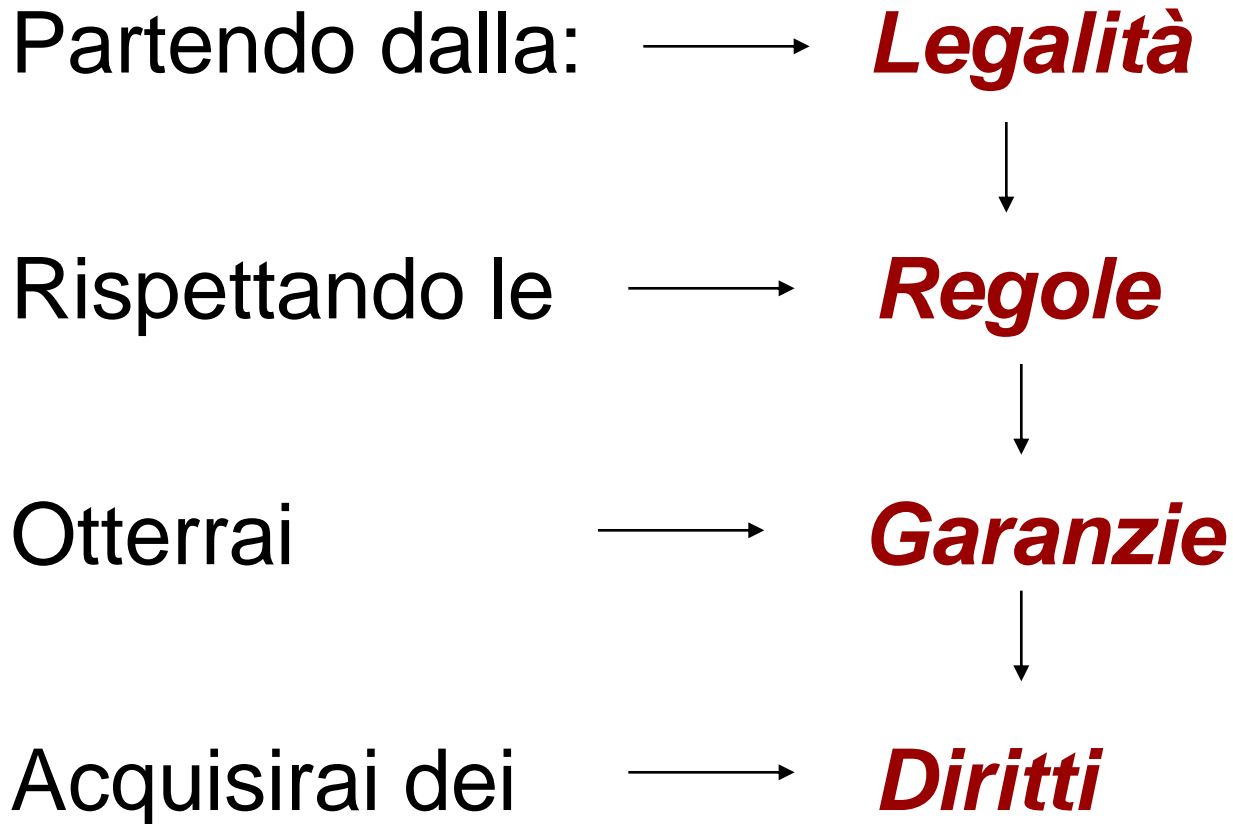 Partendo dalla: Legalità
Rispettando le Regole
Otterrai Garanzie
Acquisirai dei Diritti